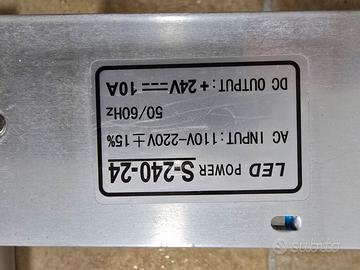 LED POWER S-240-24
AC INPUT: 110V-220V ± 15%
50/60Hz
DC OUTPUT: + 24V ⎓ 10A
subito